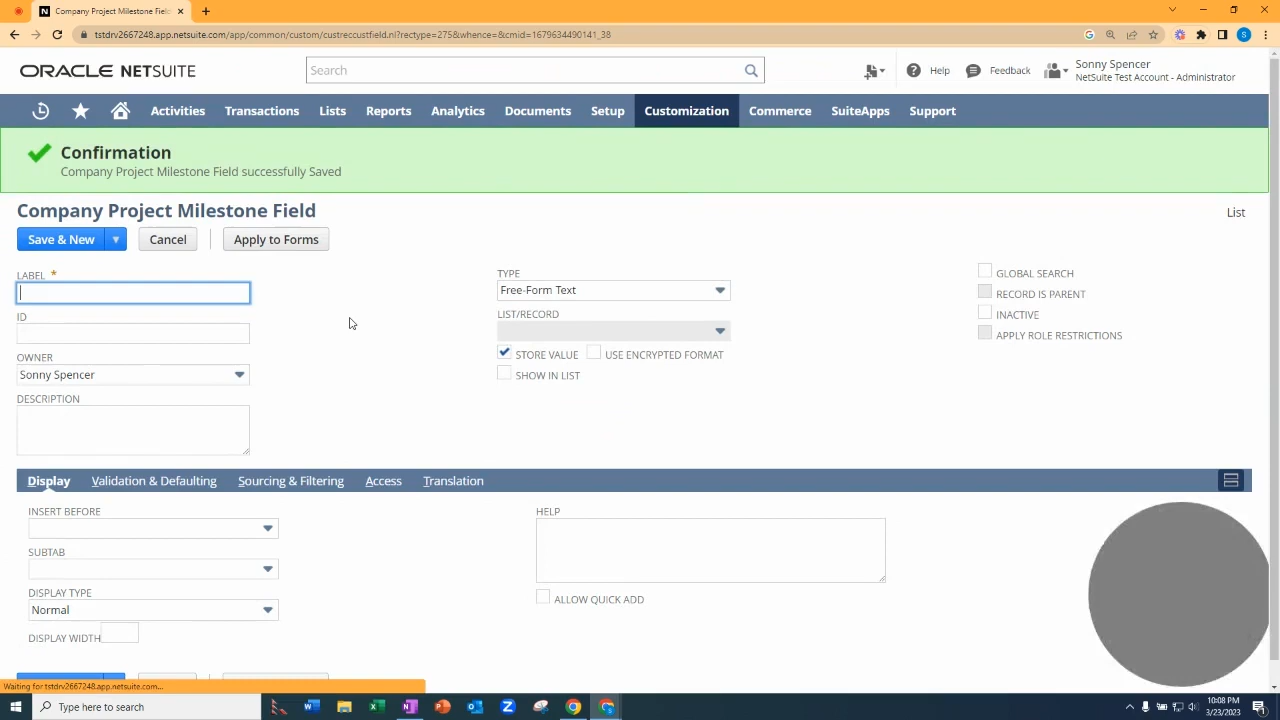 Company Project Milestone Field
tstdrv2667248.app.netsuite.com/app/common/custom/custreccustfield.nl?rectype=275&whence=&cmid=1679634490141_38
ORACLE NETSUITE
Search
Help
Feedback
Sonny Spencer
NetSuite Test Account - Administrator
Activities
Transactions
Lists
Reports
Analytics
Documents
Setup
Customization
Commerce
SuiteApps
Support
Confirmation
Company Project Milestone Field successfully Saved
Company Project Milestone Field
List
Save & New
Cancel
Apply to Forms
LABEL *
ID
OWNER
Sonny Spencer
DESCRIPTION
TYPE
Free-Form Text
LIST/RECORD
STORE VALUE
USE ENCRYPTED FORMAT
SHOW IN LIST
GLOBAL SEARCH
RECORD IS PARENT
INACTIVE
APPLY ROLE RESTRICTIONS
Display
Validation & Defaulting
Sourcing & Filtering
Access
Translation
INSERT BEFORE
SUBTAB
DISPLAY TYPE
Normal
DISPLAY WIDTH
HELP
ALLOW QUICK ADD
Waiting for tstdrv2667248.app.netsuite.com...
Type here to search
10:08 PM
3/23/2023